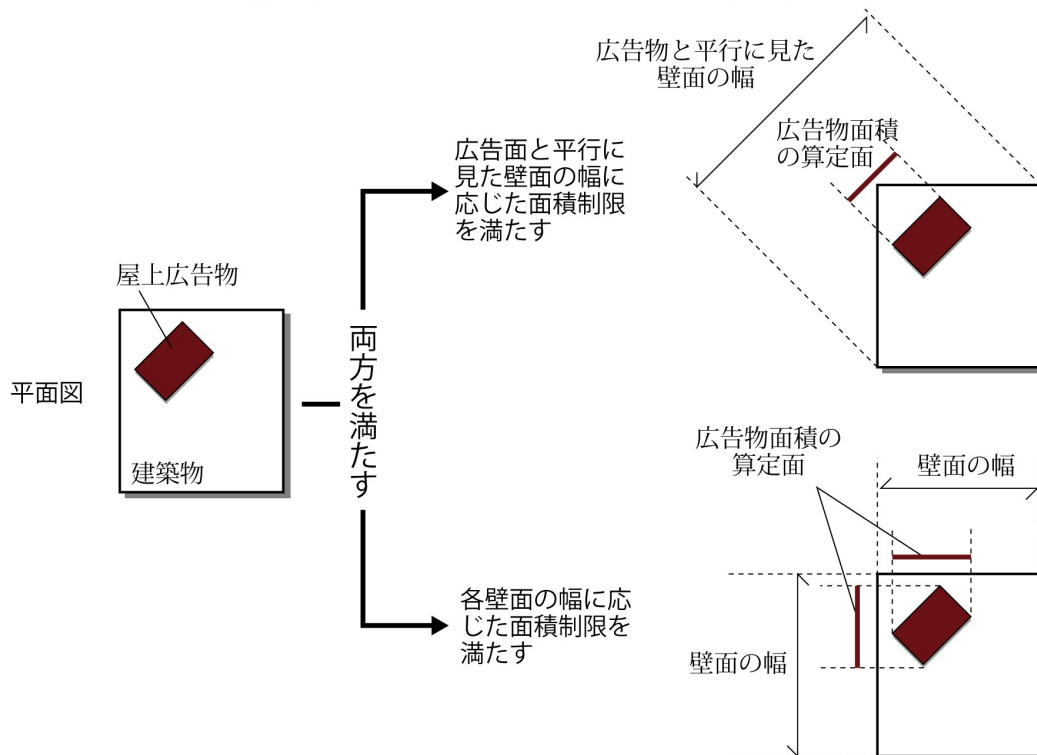 平面図
屋上広告物
建築物
両方を満たす
広告面と平行に
見た壁面の幅に
応じた面積制限
を満たす
広告物と平行に見た
壁面の幅
広告物面積
の算定面
各壁面の幅に応
じた面積制限を
満たす
広告物面積の
算定面
壁面の幅
壁面の幅